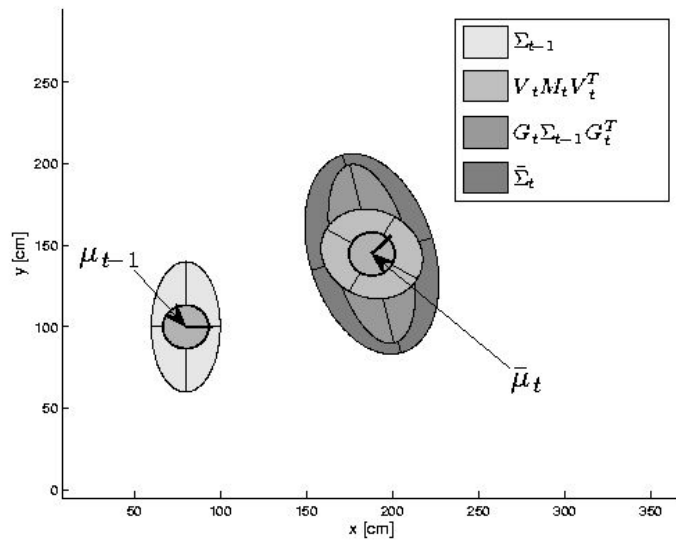 Σ_{t−1}
V_t M_t V_t^T
G_t Σ_{t−1} G_t^T
Σ̄_t
250
200
150
100
50
0
y [cm]
μ_{t−1}
μ̄_t
50
100
150
200
250
300
350
x [cm]